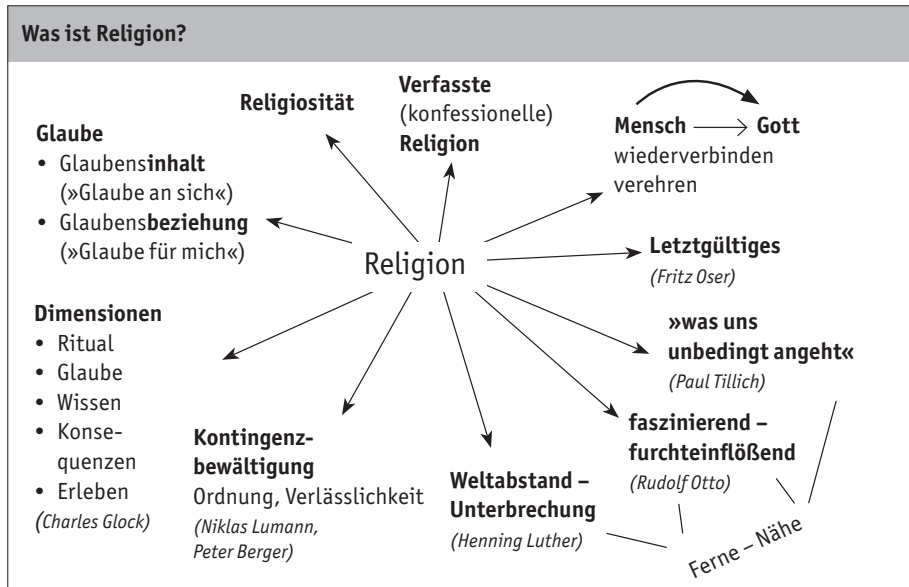 Was ist Religion?
Religiosität
Verfasste
(konfessionelle)
Religion
Mensch → Gott
wiederverbinden
verehren
Glaube
• Glaubensinhalt
(»Glaube an sich«)
• Glaubensbeziehung
(»Glaube für mich«)
Religion
Letztgültiges
(Fritz Oser)
Dimensionen
• Ritual
• Glaube
• Wissen
• Konse-
quenzen
• Erleben
(Charles Glock)
»was uns
unbedingt angeht«
(Paul Tillich)
Kontingenz-
bewältigung
Ordnung, Verlässlichkeit
(Niklas Lumann,
Peter Berger)
Weltabstand –
Unterbrechung
(Henning Luther)
faszinierend –
furchteinflößend
(Rudolf Otto)
Ferne – Nähe